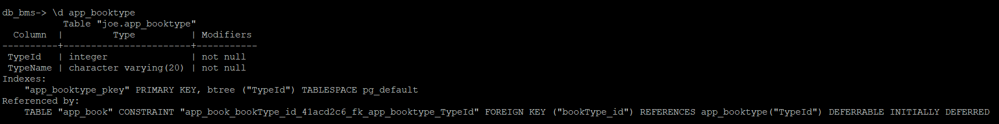 db_bms-> \d app_booktype
           Table "joe.app_booktype"
  Column  |         Type          | Modifiers
----------+-----------------------+-----------
 TypeId   | integer               | not null
 TypeName | character varying(20) | not null
Indexes:
    "app_booktype_pkey" PRIMARY KEY, btree ("TypeId") TABLESPACE pg_default
Referenced by:
    TABLE "app_book" CONSTRAINT "app_book_bookType_id_41acd2c6_fk_app_booktype_TypeId" FOREIGN KEY ("bookType_id") REFERENCES app_booktype("TypeId") DEFERRABLE INITIALLY DEFERRED